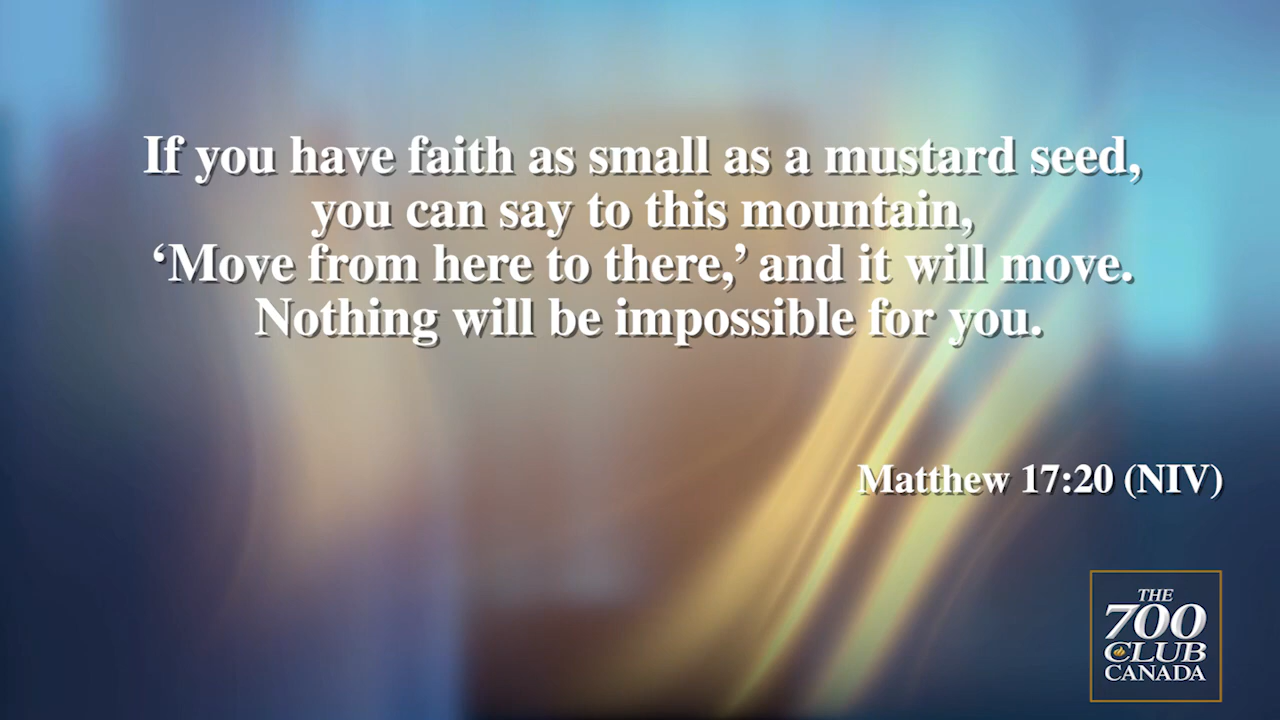 If you have faith as small as a mustard seed,
you can say to this mountain,
‘Move from here to there,’ and it will move.
Nothing will be impossible for you.
Matthew 17:20 (NIV)
THE
700
CLUB
CANADA